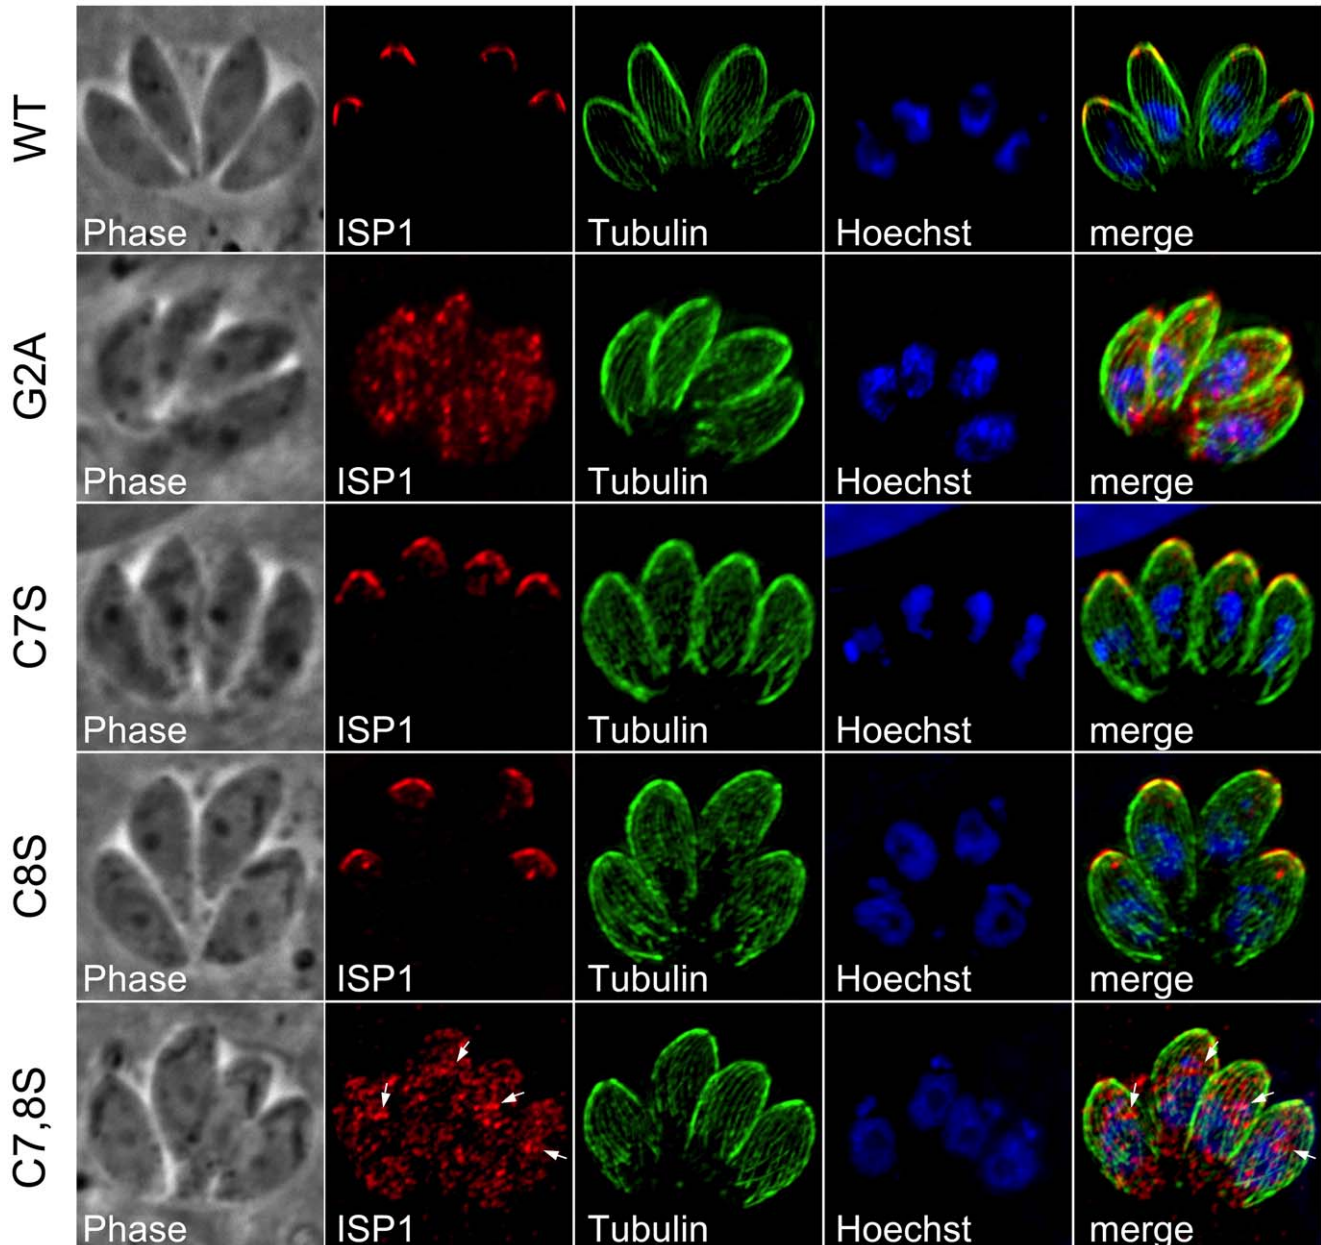 WT
Phase ISP1 Tubulin Hoechst merge
G2A
Phase ISP1 Tubulin Hoechst merge
C7S
Phase ISP1 Tubulin Hoechst merge
C8S
Phase ISP1 Tubulin Hoechst merge
C7,8S
Phase ISP1 Tubulin Hoechst merge